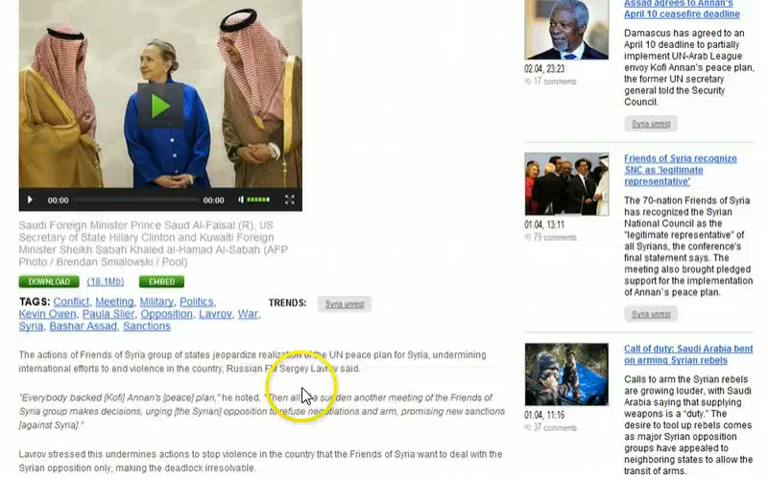 00:00
00:00
Saudi Foreign Minister Prince Saud Al-Faisal (R), US
Secretary of State Hillary Clinton and Kuwaiti Foreign
Minister Sheikh Sabah Khaled al-Hamad Al-Sabah (AFP
Photo / Brendan Smialowski / Pool)
DOWNLOAD (18.1Mb) EMBED
TAGS: Conflict, Meeting, Military, Politics,
Kevin Owen, Paula Slier, Opposition, Lavrov, War,
Syria, Bashar Assad, Sanctions
TRENDS: Syria unrest
The actions of Friends of Syria group of states jeopardize realization of the UN peace plan for Syria, undermining
international efforts to end violence in the country, Russian FM Sergey Lavrov said.
"Everybody backed [Kofi] Annan's [peace] plan," he noted. "Then all of a sudden another meeting of the Friends of
Syria group makes decisions, urging [the Syrian] opposition to refuse negotiations and arm, promising new sanctions
[against Syria]."
Lavrov stressed this undermines actions to stop violence in the country that the Friends of Syria want to deal with the
Syrian opposition only, making the deadlock irresolvable.
Assad agrees to Annan's
April 10 ceasefire deadline
02.04, 23:23
17 comments
Damascus has agreed to an
April 10 deadline to partially
implement UN-Arab League
envoy Kofi Annan's peace plan,
the former UN secretary
general told the Security
Council.
Syria unrest
Friends of Syria recognize
SNC as 'legitimate
representative'
01.04, 13:11
79 comments
The 70-nation Friends of Syria
has recognized the Syrian
National Council as the
"legitimate representative" of
all Syrians, the conference's
final statement says. The
meeting also brought pledged
support for the implementation
of Annan's peace plan.
Syria unrest
Call of duty: Saudi Arabia bent
on arming Syrian rebels
01.04, 11:16
37 comments
Calls to arm the Syrian rebels
are growing louder, with Saudi
Arabia saying that supplying
weapons is a "duty." The
desire to tool up rebels comes
as major Syrian opposition
groups have appealed to
neighboring states to allow the
transit of arms.